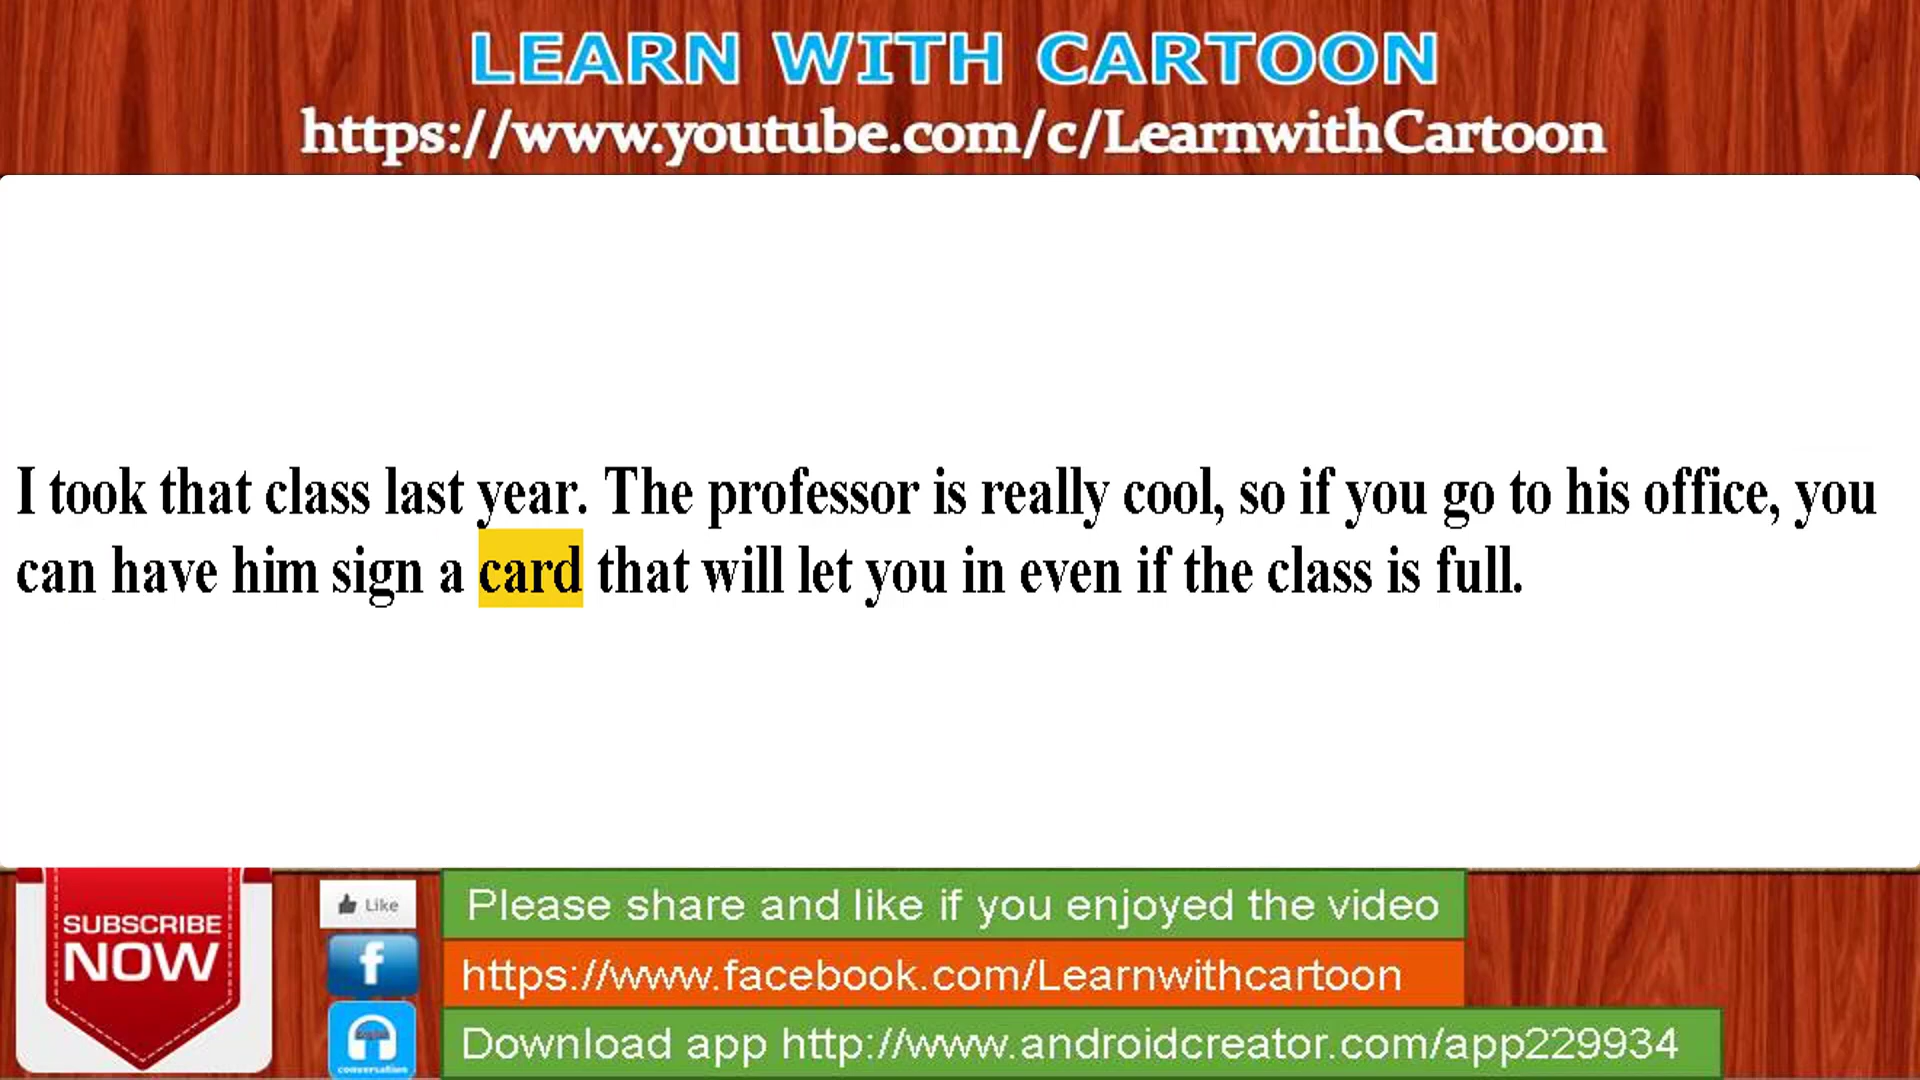 LEARN WITH CARTOON
https://www.youtube.com/c/LearnwithCartoon
I took that class last year. The professor is really cool, so if you go to his office, you
can have him sign a card that will let you in even if the class is full.
SUBSCRIBE
NOW
Like
f
Please share and like if you enjoyed the video
https://www.facebook.com/Learnwithcartoon
English
conversation
Download app http://www.androidcreator.com/app229934